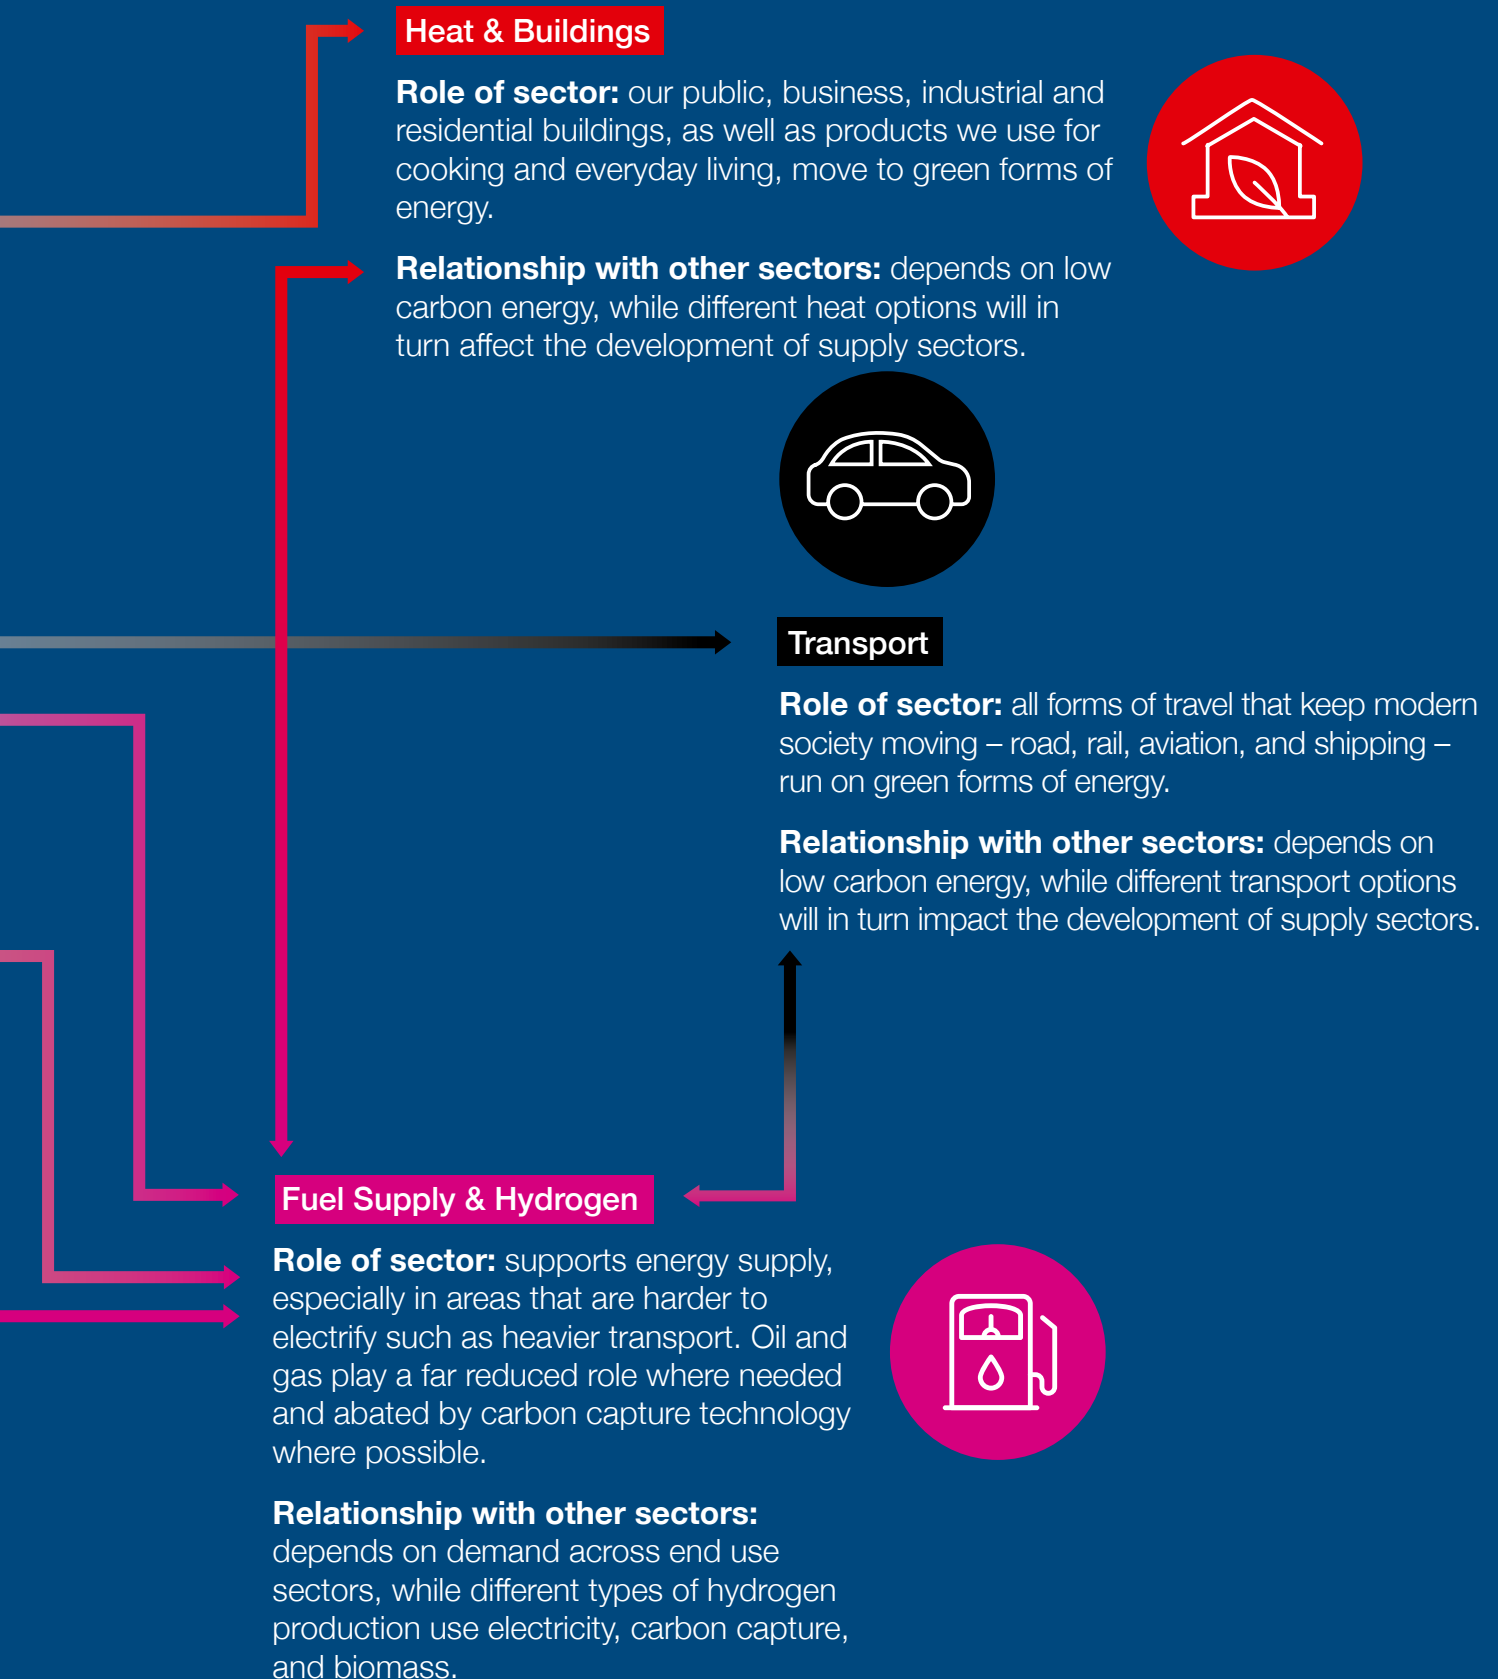 Heat & Buildings
Role of sector: our public, business, industrial and
residential buildings, as well as products we use for
cooking and everyday living, move to green forms of
energy.
Relationship with other sectors: depends on low
carbon energy, while different heat options will in
turn affect the development of supply sectors.
Transport
Role of sector: all forms of travel that keep modern
society moving – road, rail, aviation, and shipping –
run on green forms of energy.
Relationship with other sectors: depends on
low carbon energy, while different transport options
will in turn impact the development of supply sectors.
Fuel Supply & Hydrogen
Role of sector: supports energy supply,
especially in areas that are harder to
electrify such as heavier transport. Oil and
gas play a far reduced role where needed
and abated by carbon capture technology
where possible.
Relationship with other sectors:
depends on demand across end use
sectors, while different types of hydrogen
production use electricity, carbon capture,
and biomass.